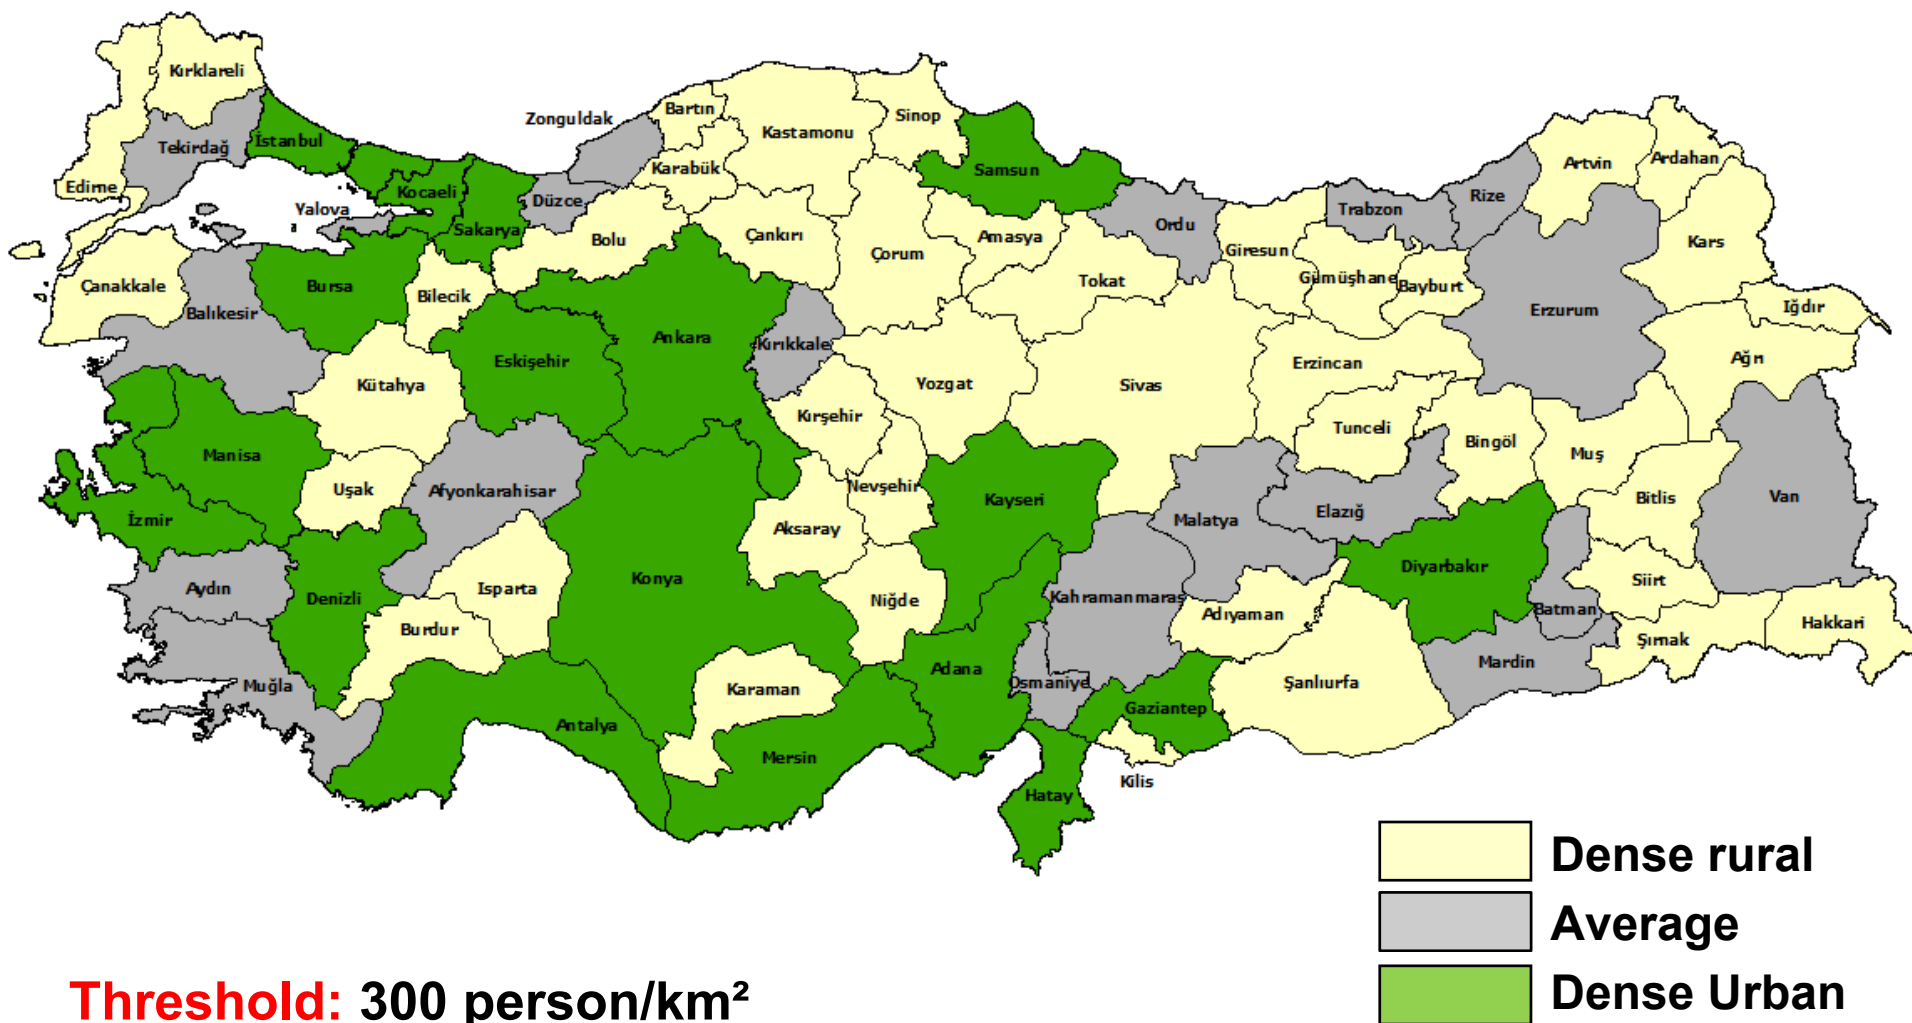 Kırklareli
Zonguldak
Bartın
Sinop
Kastamonu
İstanbul
Tekirdağ
Karabük
Samsun
Artvin
Ardahan
Edirne
Kocaeli
Yalova
Düzce
Rize
Trabzon
Sakarya
Bolu
Çankırı
Amasya
Ordu
Giresun
Kars
Çorum
Çanakkale
Bursa
Bilecik
Tokat
Gümüşhane
Bayburt
Balıkesir
Erzurum
Iğdır
Ankara
Kırıkkale
Eskişehir
Erzincan
Ağrı
Kütahya
Yozgat
Sivas
Kırşehir
Tunceli
Bingöl
Manisa
Muş
Uşak
Afyonkarahisar
Nevşehir
Kayseri
Bitlis
Van
İzmir
Aksaray
Malatya
Elazığ
Diyarbakır
Aydın
Isparta
Konya
Siirt
Denizli
Niğde
Kahramanmaraş
Adıyaman
Batman
Burdur
Hakkari
Şırnak
Mardin
Adana
Osmaniye
Şanlıurfa
Muğla
Karaman
Gaziantep
Antalya
Mersin
Kilis
Hatay
Dense rural
Average
Dense Urban
Threshold: 300 person/km²